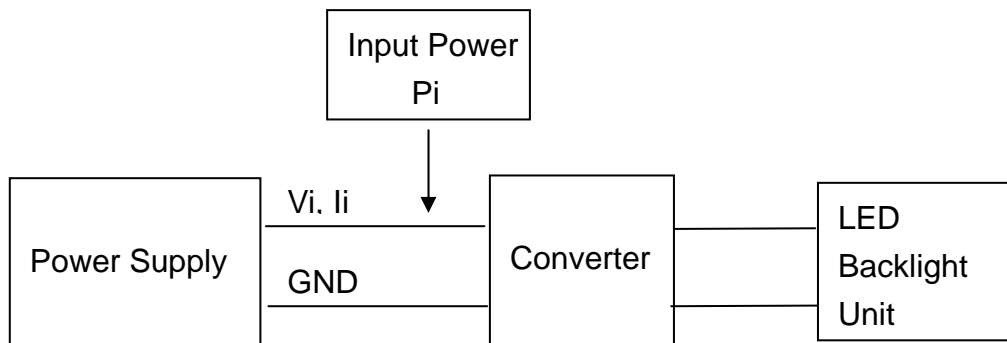 Input Power
Pi
Vi, Ii
Power Supply
GND
Converter
LED
Backlight
Unit